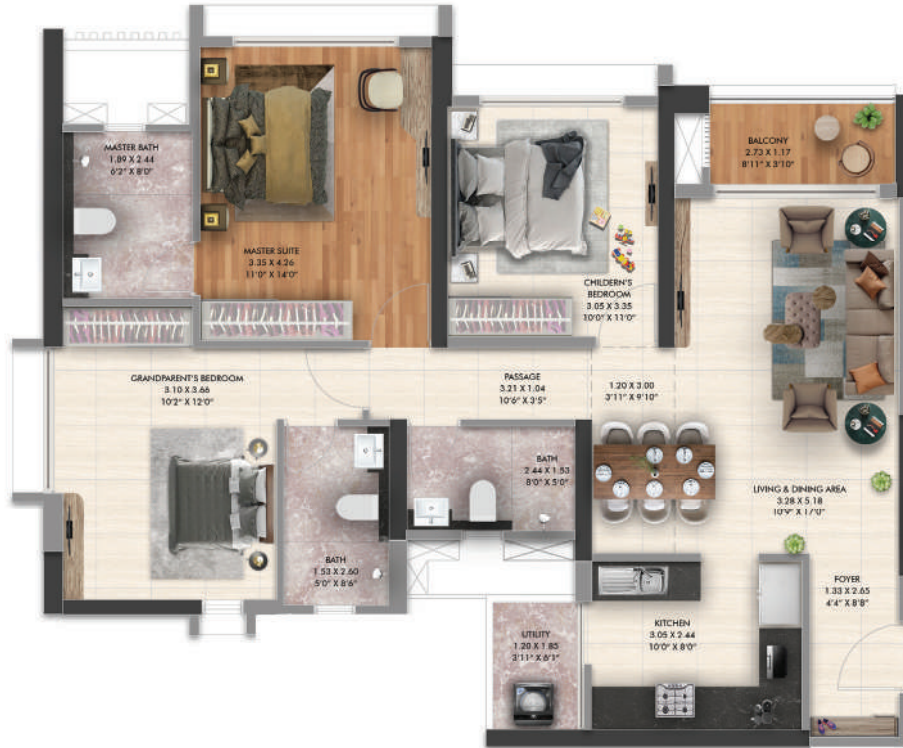 MASTER BATH
1.89 X 2.44
6'2" X 8'0"
MASTER SUITE
3.35 X 4.26
11'0" X 14'0"
CHILDERN'S
BEDROOM
3.05 X 3.35
10'0" X 11'0"
BALCONY
2.73 X 1.17
8'11" X 3'10"
GRANDPARENT'S BEDROOM
3.10 X 3.66
10'2" X 12'0"
PASSAGE
3.21 X 1.04
10'6" X 3'5"
1.20 X 3.00
3'11" X 9'10"
BATH
2.44 X 1.53
8'0" X 5'0"
LIVING & DINING AREA
3.28 X 5.18
10'9" X 17'0"
BATH
1.53 X 2.60
5'0" X 8'6"
FOYER
1.33 X 2.65
4'4" X 8'8"
UTILITY
1.20 X 1.85
3'11" X 6'1"
KITCHEN
3.05 X 2.44
10'0" X 8'0"